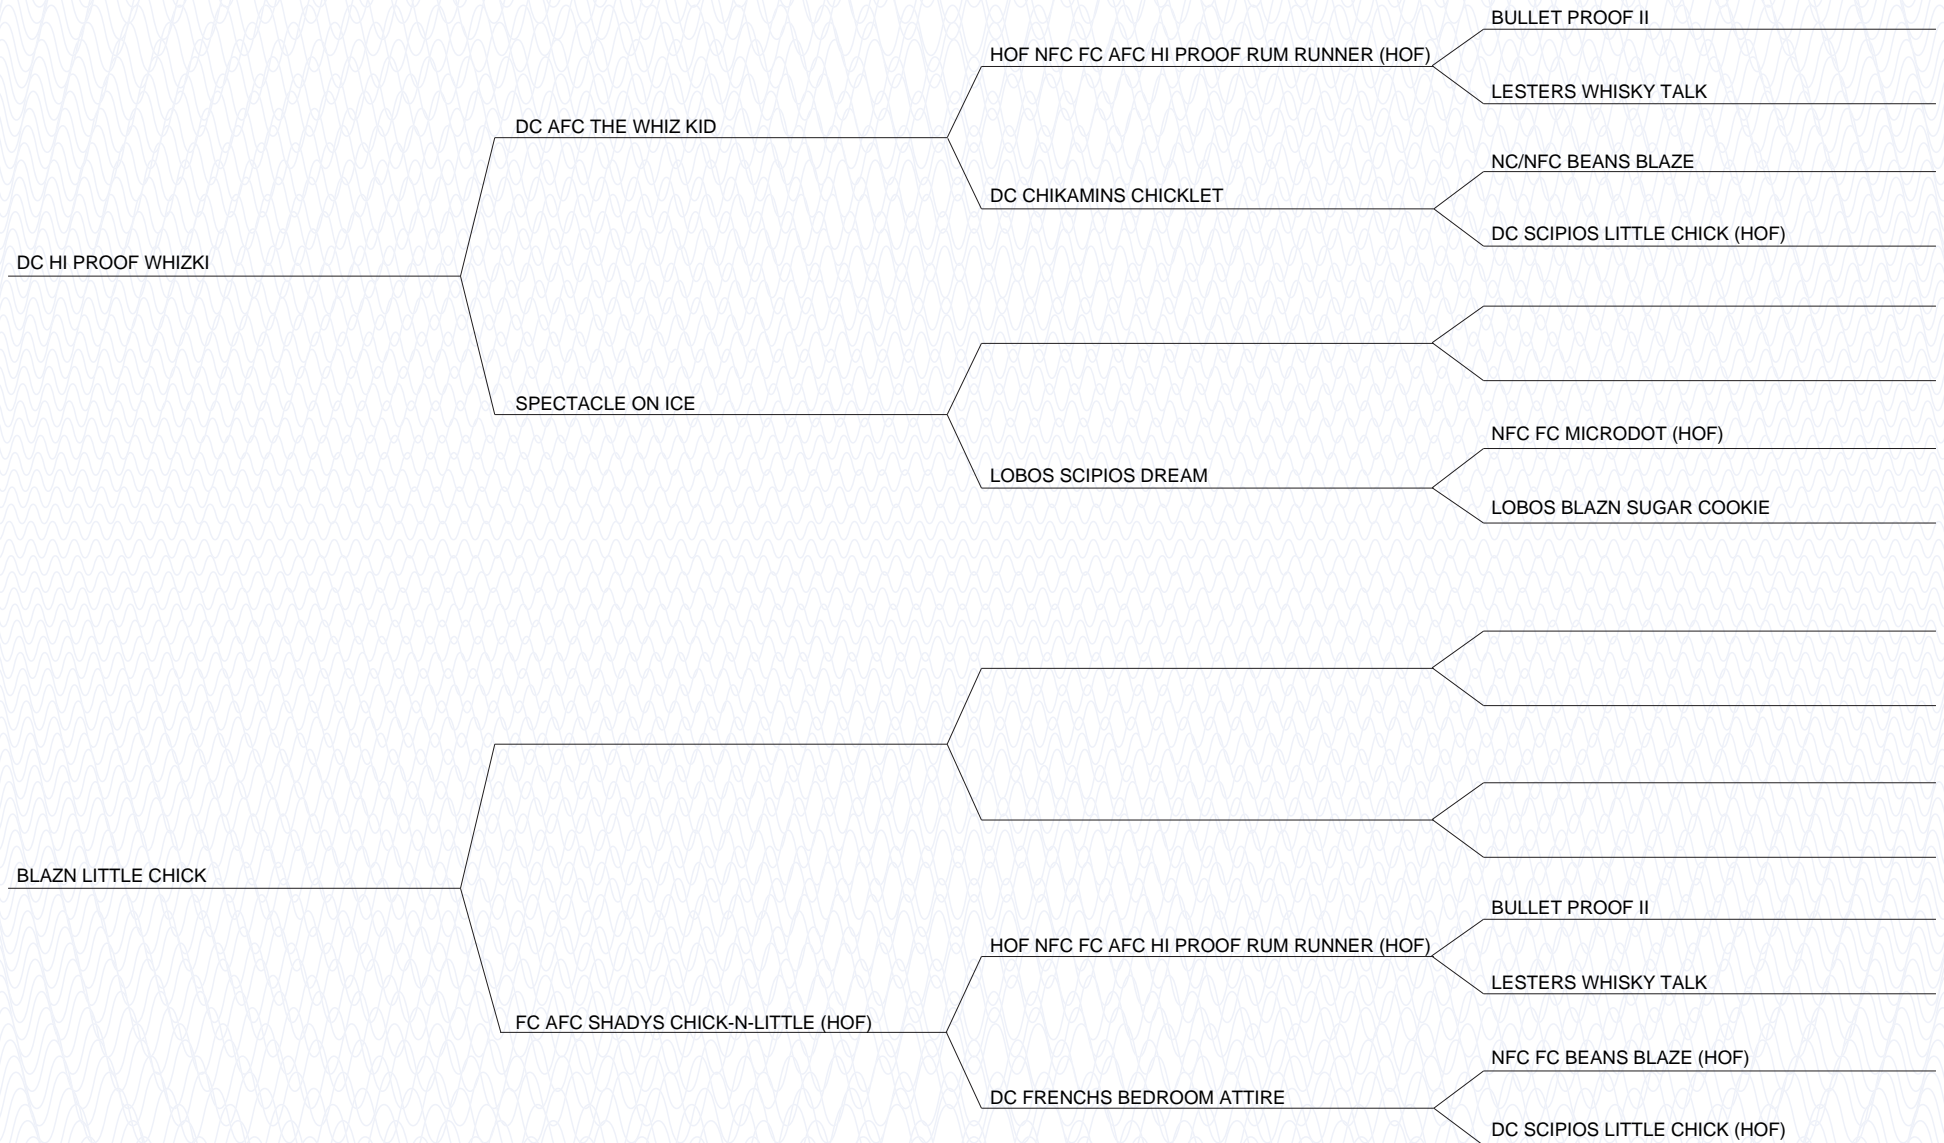 BULLET PROOF II
HOF NFC FC AFC HI PROOF RUM RUNNER (HOF)
LESTERS WHISKY TALK
DC AFC THE WHIZ KID
NC/NFC BEANS BLAZE
DC CHIKAMINS CHICKLET
DC SCIPIOS LITTLE CHICK (HOF)
DC HI PROOF WHIZKI
SPECTACLE ON ICE
NFC FC MICRODOT (HOF)
LOBOS SCIPIOS DREAM
LOBOS BLAZN SUGAR COOKIE
BLAZN LITTLE CHICK
BULLET PROOF II
HOF NFC FC AFC HI PROOF RUM RUNNER (HOF)
LESTERS WHISKY TALK
FC AFC SHADYS CHICK-N-LITTLE (HOF)
NFC FC BEANS BLAZE (HOF)
DC FRENCHS BEDROOM ATTIRE
DC SCIPIOS LITTLE CHICK (HOF)